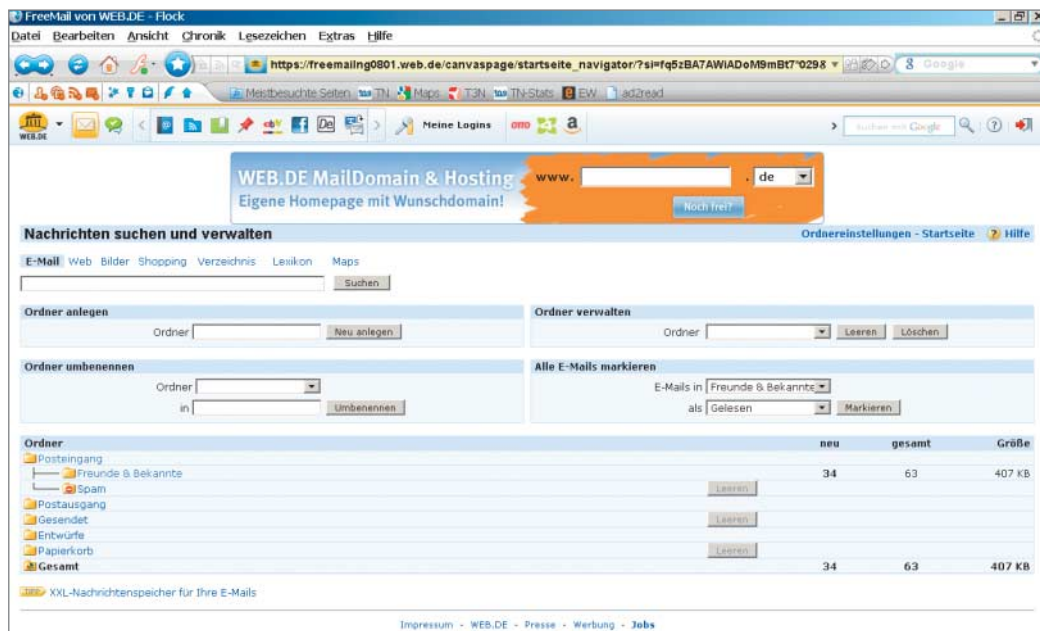 FreeMail von WEB.DE - Flock
Datei Bearbeiten Ansicht Chronik Lesezeichen Extras Hilfe
https://freemailng0801.web.de/canvaspage/startseite_navigator/?si=fq5zBA7AWIADoM9mBt7*0298 Google
Meistbesuchte Seiten TN Maps T3N TN-Stats EW ad2read
WEB.DE Meine Logins OTTO a suchen mit Google
WEB.DE MailDomain & Hosting www. . de
Eigene Homepage mit Wunschdomain! Noch frei?
Nachrichten suchen und verwalten Ordnereinstellungen - Startseite Hilfe
E-Mail Web Bilder Shopping Verzeichnis Lexikon Maps
Suchen
Ordner anlegen Ordner verwalten
Ordner Neu anlegen Ordner Leeren Löschen
Ordner umbenennen Alle E-Mails markieren
Ordner E-Mails in Freunde & Bekannte
in Umbenennen als Gelesen Markieren
Ordner neu gesamt Größe
Posteingang
Freunde & Bekannte 34 63 407 KB
Spam Leeren
Postausgang
Gesendet Leeren
Entwürfe
Papierkorb Leeren
Gesamt 34 63 407 KB
XXL-Nachrichtenspeicher für Ihre E-Mails
Impressum - WEB.DE - Presse - Werbung - Jobs